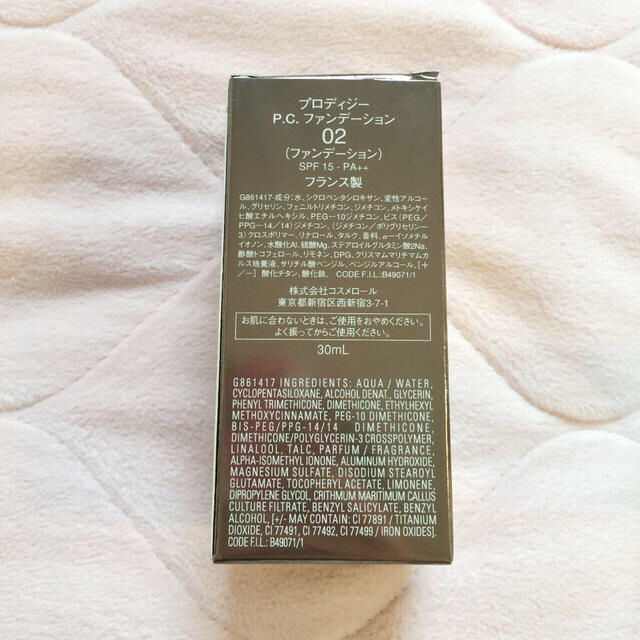 プロディジー
P.C. ファンデーション
02
(ファンデーション)
SPF 15 - PA++
フランス製
G861417-成分:水、シクロペンタシロキサン、変性アルコー
ル、グリセリン、フェニルトリメチコン、ジメチコン、メトキシケイ
ヒ酸エチルヘキシル、PEG-10ジメチコン、ビス(PEG/
PPG-14/14)ジメチコン、(ジメチコン/ポリグリセリン-
3)クロスポリマー、リナロール、タルク、香料、α-イソメチル
イオノン、水酸化Al、硫酸Mg、ステアロイルグルタミン酸2Na、
酢酸トコフェロール、リモネン、DPG、クリスムムマリチマムカ
ルス培養液、サリチル酸ベンジル、ベンジルアルコール、[+
/-] 酸化チタン、酸化鉄. CODE F.I.L.:B49071/1
株式会社コスメロール
東京都新宿区西新宿3-7-1
お肌に合わないときは、ご使用をおやめください。
よく振ってからご使用ください。
30mL
G861417 INGREDIENTS: AQUA / WATER,
CYCLOPENTASILOXANE, ALCOHOL DENAT., GLYCERIN,
PHENYL TRIMETHICONE, DIMETHICONE, ETHYLHEXYL
METHOXYCINNAMATE, PEG-10 DIMETHICONE,
BIS-PEG/PPG-14/14 DIMETHICONE,
DIMETHICONE/POLYGLYCERIN-3 CROSSPOLYMER,
LINALOOL, TALC, PARFUM / FRAGRANCE,
ALPHA-ISOMETHYL IONONE, ALUMINUM HYDROXIDE,
MAGNESIUM SULFATE, DISODIUM STEAROYL
GLUTAMATE, TOCOPHERYL ACETATE, LIMONENE,
DIPROPYLENE GLYCOL, CRITHMUM MARITIMUM CALLUS
CULTURE FILTRATE, BENZYL SALICYLATE, BENZYL
ALCOHOL, [+/- MAY CONTAIN: CI 77891 / TITANIUM
DIOXIDE, CI 77491, CI 77492, CI 77499 / IRON OXIDES].
CODE F.I.L.: B49071/1